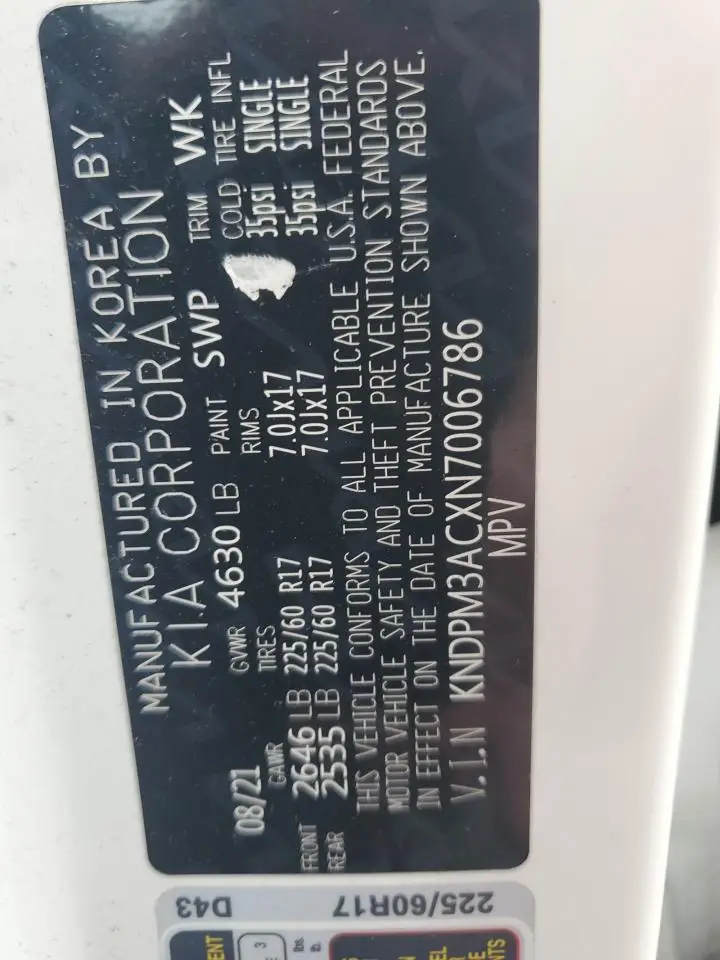 MANUFACTURED IN KOREA BY
KIA CORPORATION
08/21 GVWR 4630 LB PAINT SWP TRIM WK
GAWR TIRES RIMS COLD TIRE INFL
FRONT 2646 LB 225/60 R17 7.0Jx17 35psi SINGLE
REAR 2535 LB 225/60 R17 7.0Jx17 35psi SINGLE
THIS VEHICLE CONFORMS TO ALL APPLICABLE U.S.A. FEDERAL
MOTOR VEHICLE SAFETY AND THEFT PREVENTION STANDARDS
IN EFFECT ON THE DATE OF MANUFACTURE SHOWN ABOVE.
V.I.N KNDPM3ACXN7006786
MPV
225/60R17 D43
3
lbs.
lb.